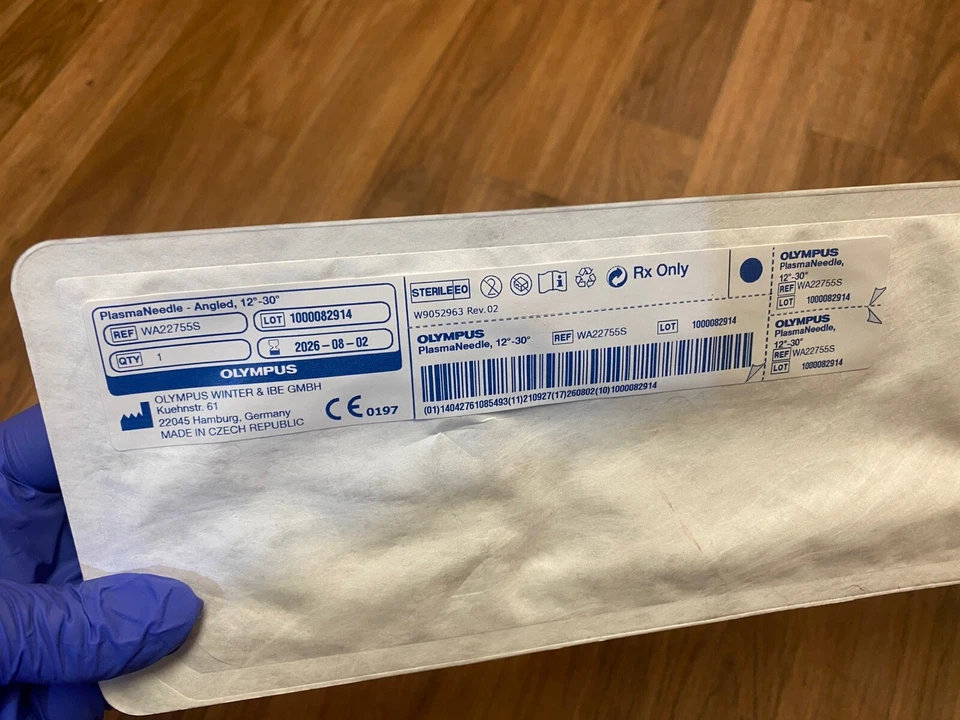 PlasmaNeedle - Angled, 12°-30°
REF WA22755S
LOT 1000082914
QTY 1
2026-08-02
OLYMPUS
OLYMPUS WINTER & IBE GMBH
Kuehnstr. 61
22045 Hamburg, Germany
MADE IN CZECH REPUBLIC
CE 0197
STERILE EO
2
Rx Only
W9052963 Rev. 02
OLYMPUS
PlasmaNeedle, 12°-30°
REF WA22755S
LOT 1000082914
(01)14042761085493(11)210927(17)260802(10)1000082914
OLYMPUS
PlasmaNeedle,
12°-30°
REF WA22755S
LOT 1000082914
OLYMPUS
PlasmaNeedle,
12°-30°
REF WA22755S
LOT 1000082914